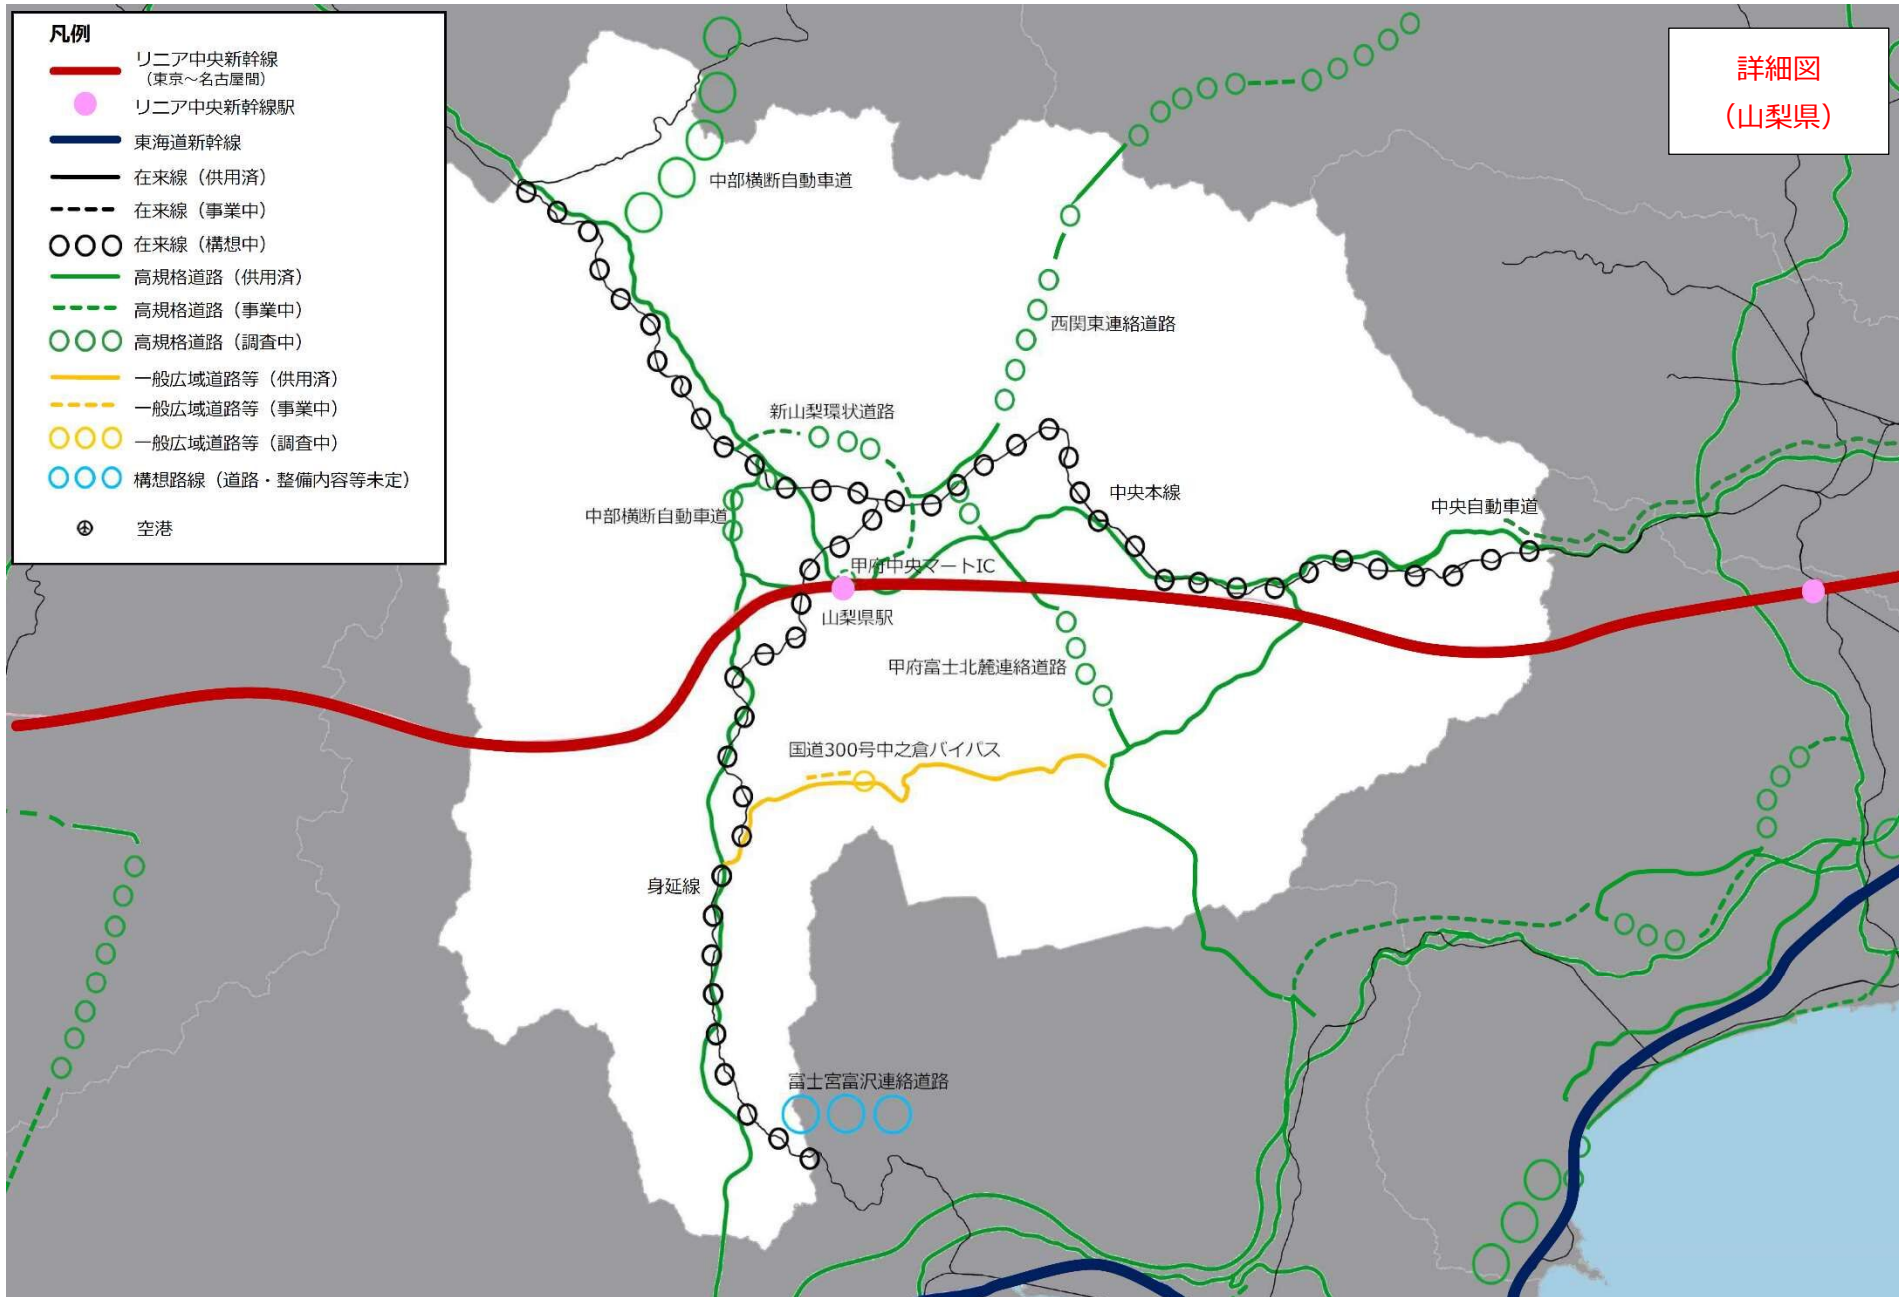 凡例
リニア中央新幹線
（東京～名古屋間）
リニア中央新幹線駅
東海道新幹線
在来線（供用済）
在来線（事業中）
在来線（構想中）
高規格道路（供用済）
高規格道路（事業中）
高規格道路（調査中）
一般広域道路等（供用済）
一般広域道路等（事業中）
一般広域道路等（調査中）
構想路線（道路・整備内容等未定）
空港
詳細図
（山梨県）
中部横断自動車道
西関東連絡道路
新山梨環状道路
中央本線
中央自動車道
中部横断自動車道
甲府中央マートIC
山梨県駅
甲府富士北麓連絡道路
国道300号中之倉バイパス
身延線
富士宮富沢連絡道路